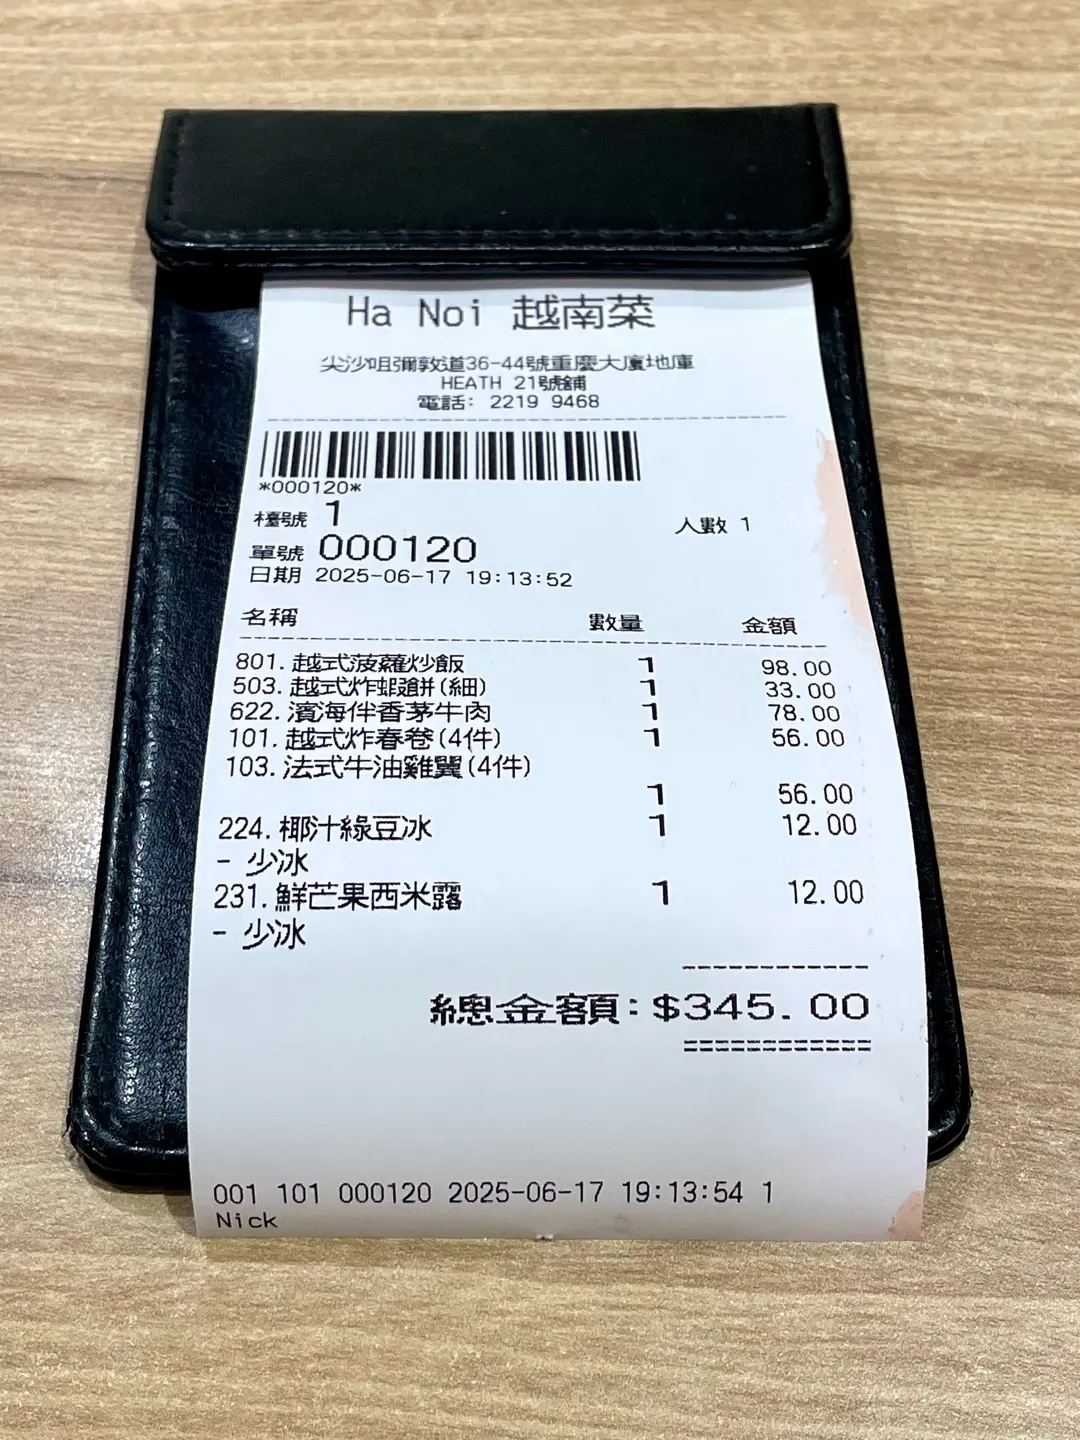 Ha Noi 越南菜
尖沙咀彌敦道36-44號重慶大廈地庫
HEATH 21號舖
電話: 2219 9468
*000120*
檯號 1 人數 1
單號 000120
日期 2025-06-17 19:13:52
名稱 數量 金額
801.越式菠蘿炒飯 1 98.00
503.越式炸蝦餅(細) 1 33.00
622.濱海伴香茅牛肉 1 78.00
101.越式炸春卷(4件) 1 56.00
103.法式牛油雞翼(4件)
1 56.00
224.椰汁綠豆冰 1 12.00
- 少冰
231.鮮芒果西米露 1 12.00
- 少冰
總金額:$345.00
001 101 000120 2025-06-17 19:13:54 1
Nick